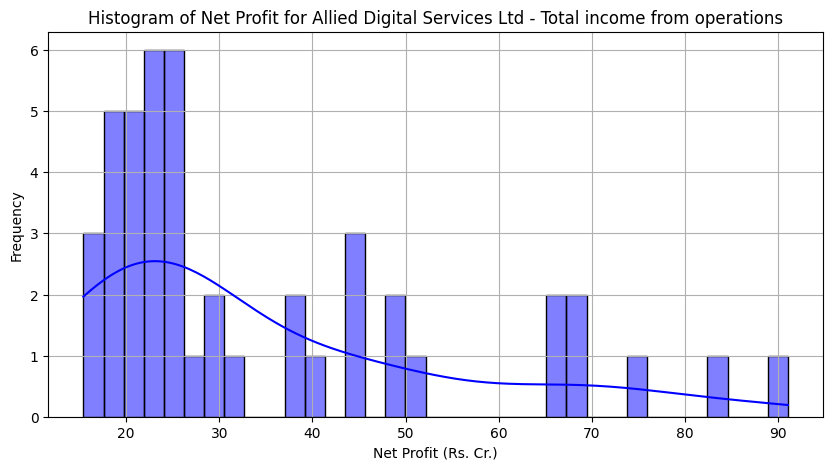 Histogram of Net Profit for Allied Digital Services Ltd - Total income from operations
6
5
4
3
2
1
0
Frequency
20 30 40 50 60 70 80 90
Net Profit (Rs. Cr.)